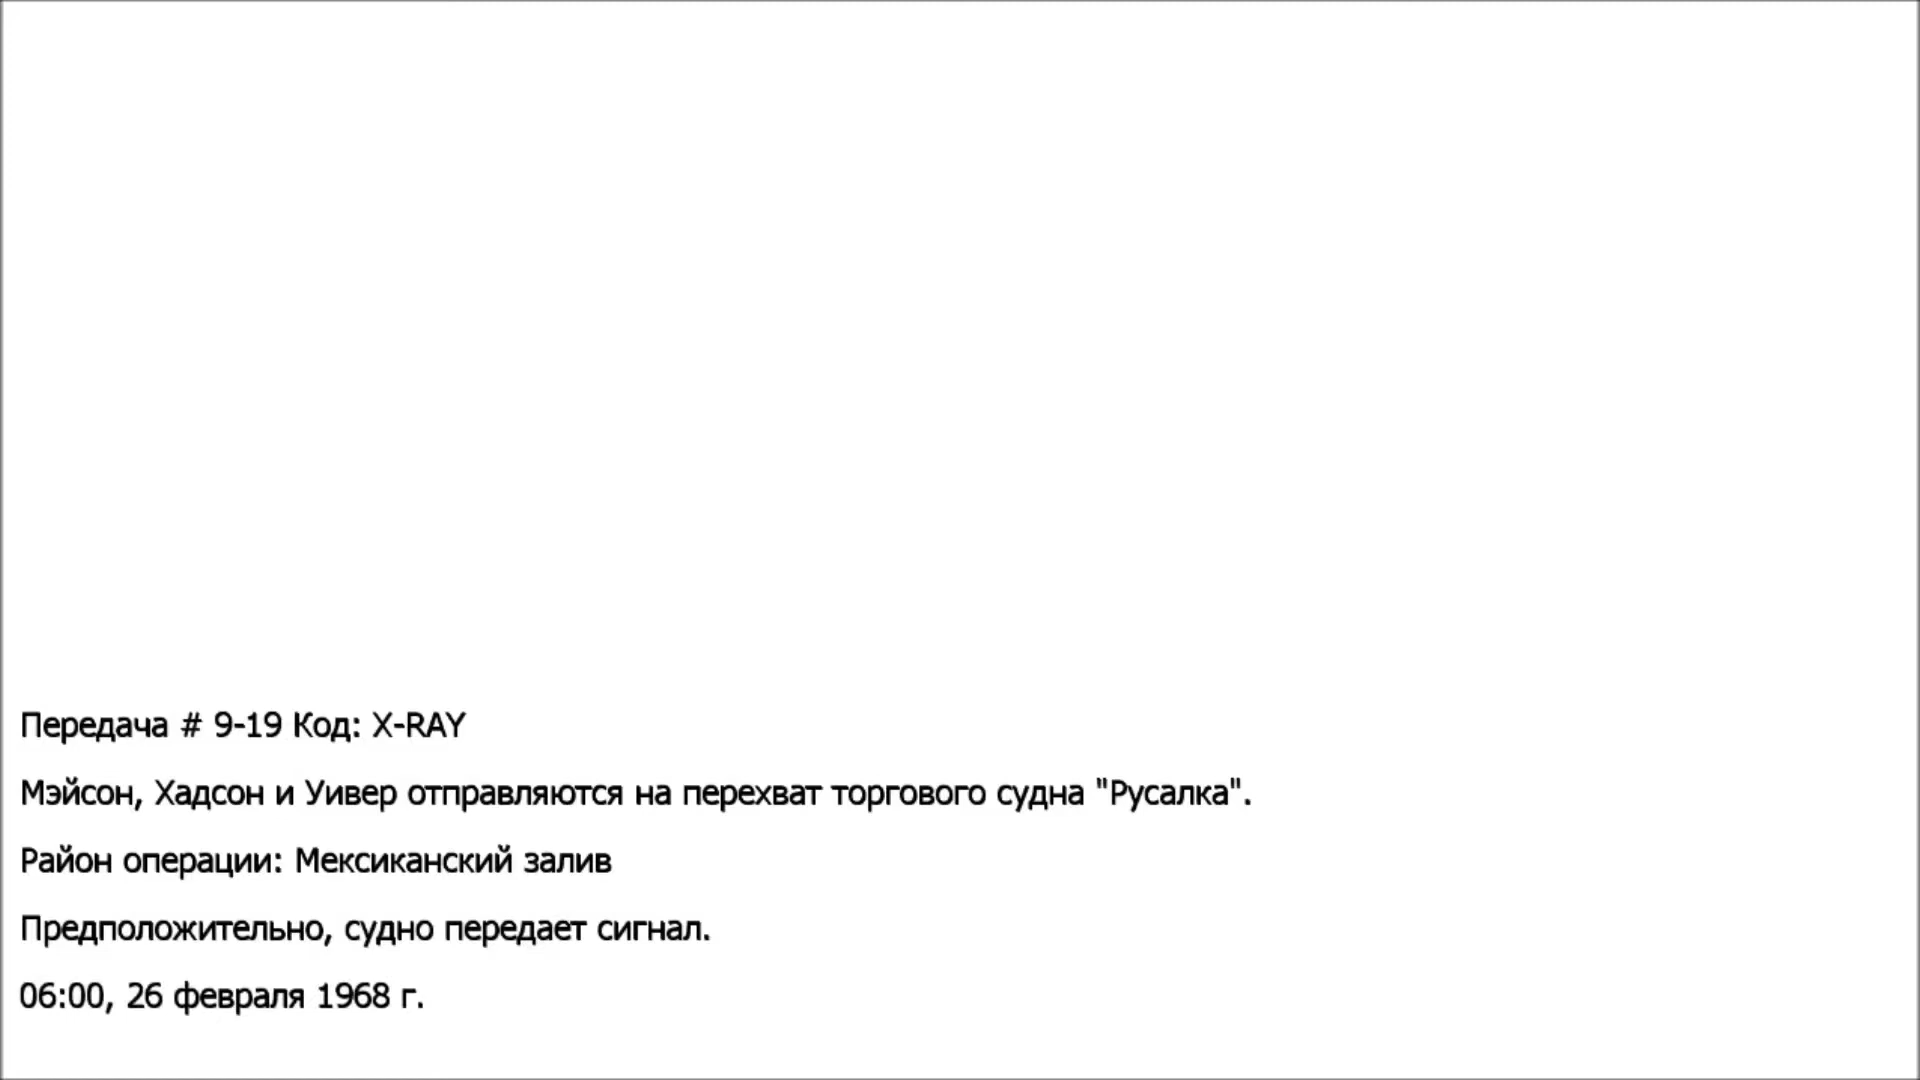 Передача # 9-19 Код: X-RAY
Мэйсон, Хадсон и Уивер отправляются на перехват торгового судна "Русалка".
Район операции: Мексиканский залив
Предположительно, судно передает сигнал.
06:00, 26 февраля 1968 г.